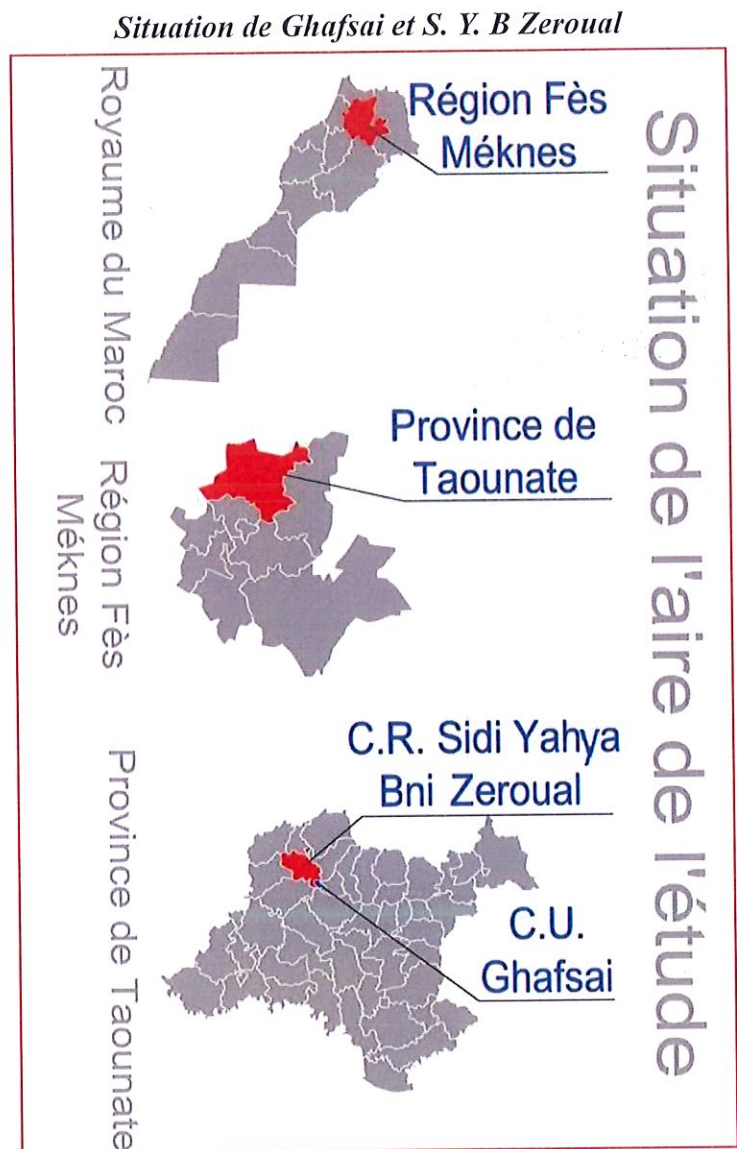 Situation de Ghafsai et S. Y. B Zeroual
Situation de l'aire de l'étude
Royaume du Maroc
Région Fès
Méknes
Région Fès
Méknes
Province de
Taounate
Province de Taounate
C.R. Sidi Yahya
Bni Zeroual
C.U.
Ghafsai